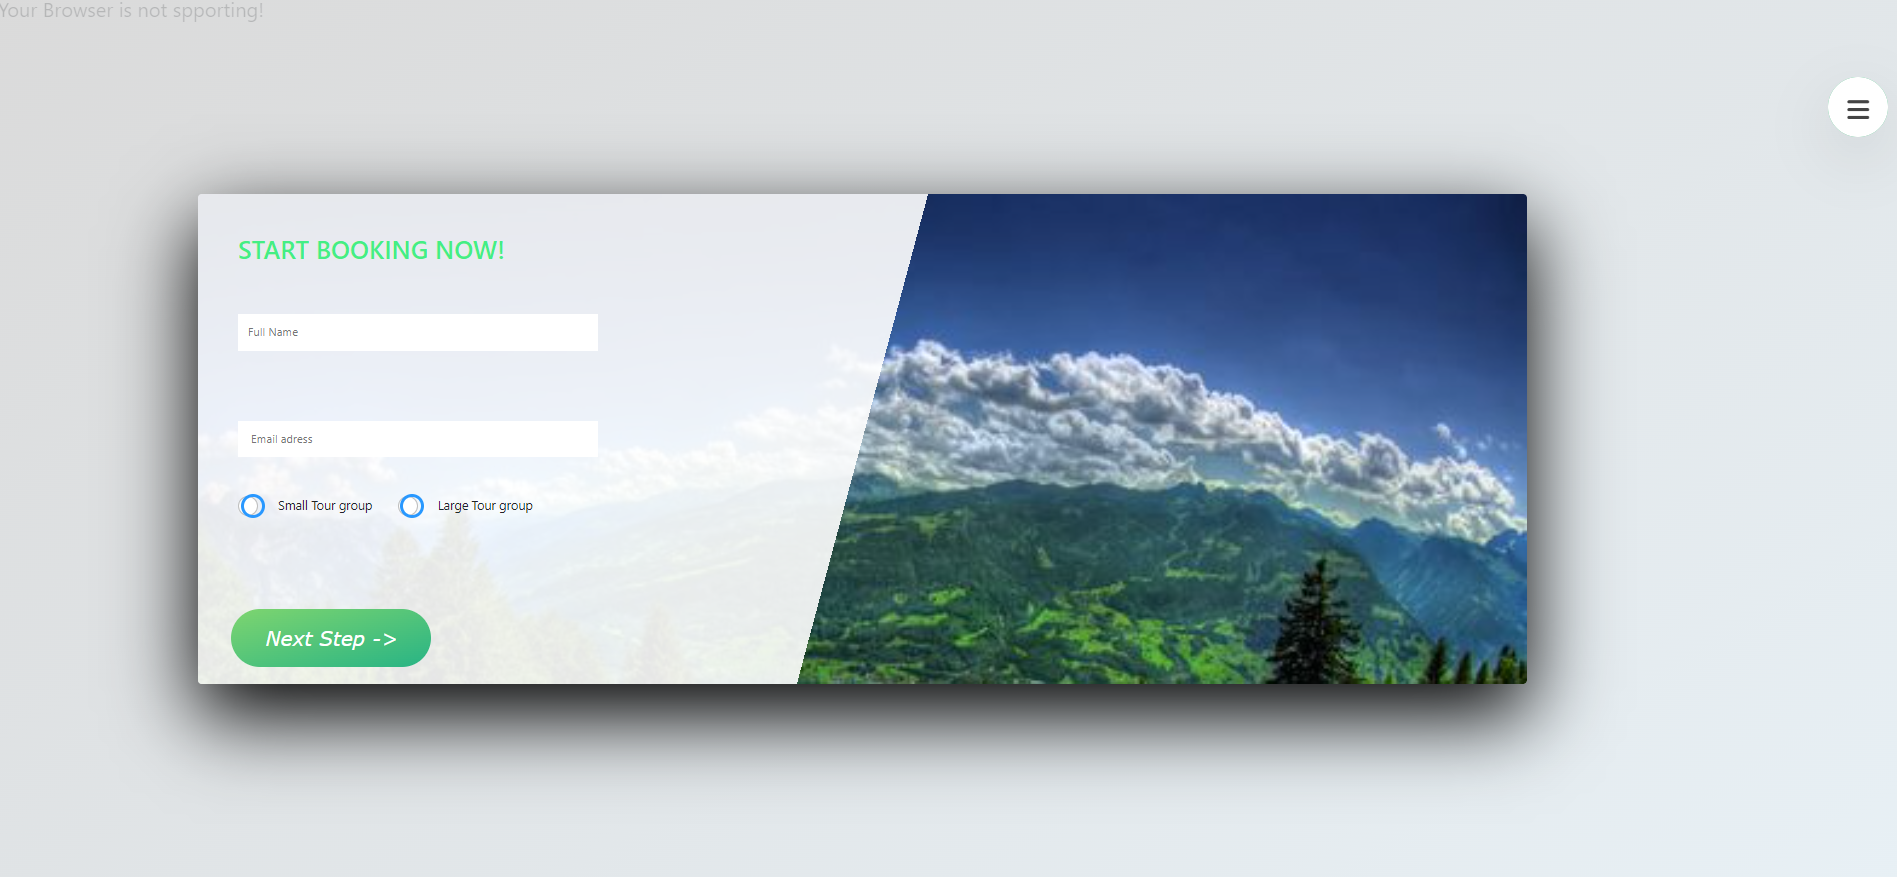 Your Browser is not spporting!
START BOOKING NOW!
Full Name
Email adress
Small Tour group Large Tour group
Next Step ->